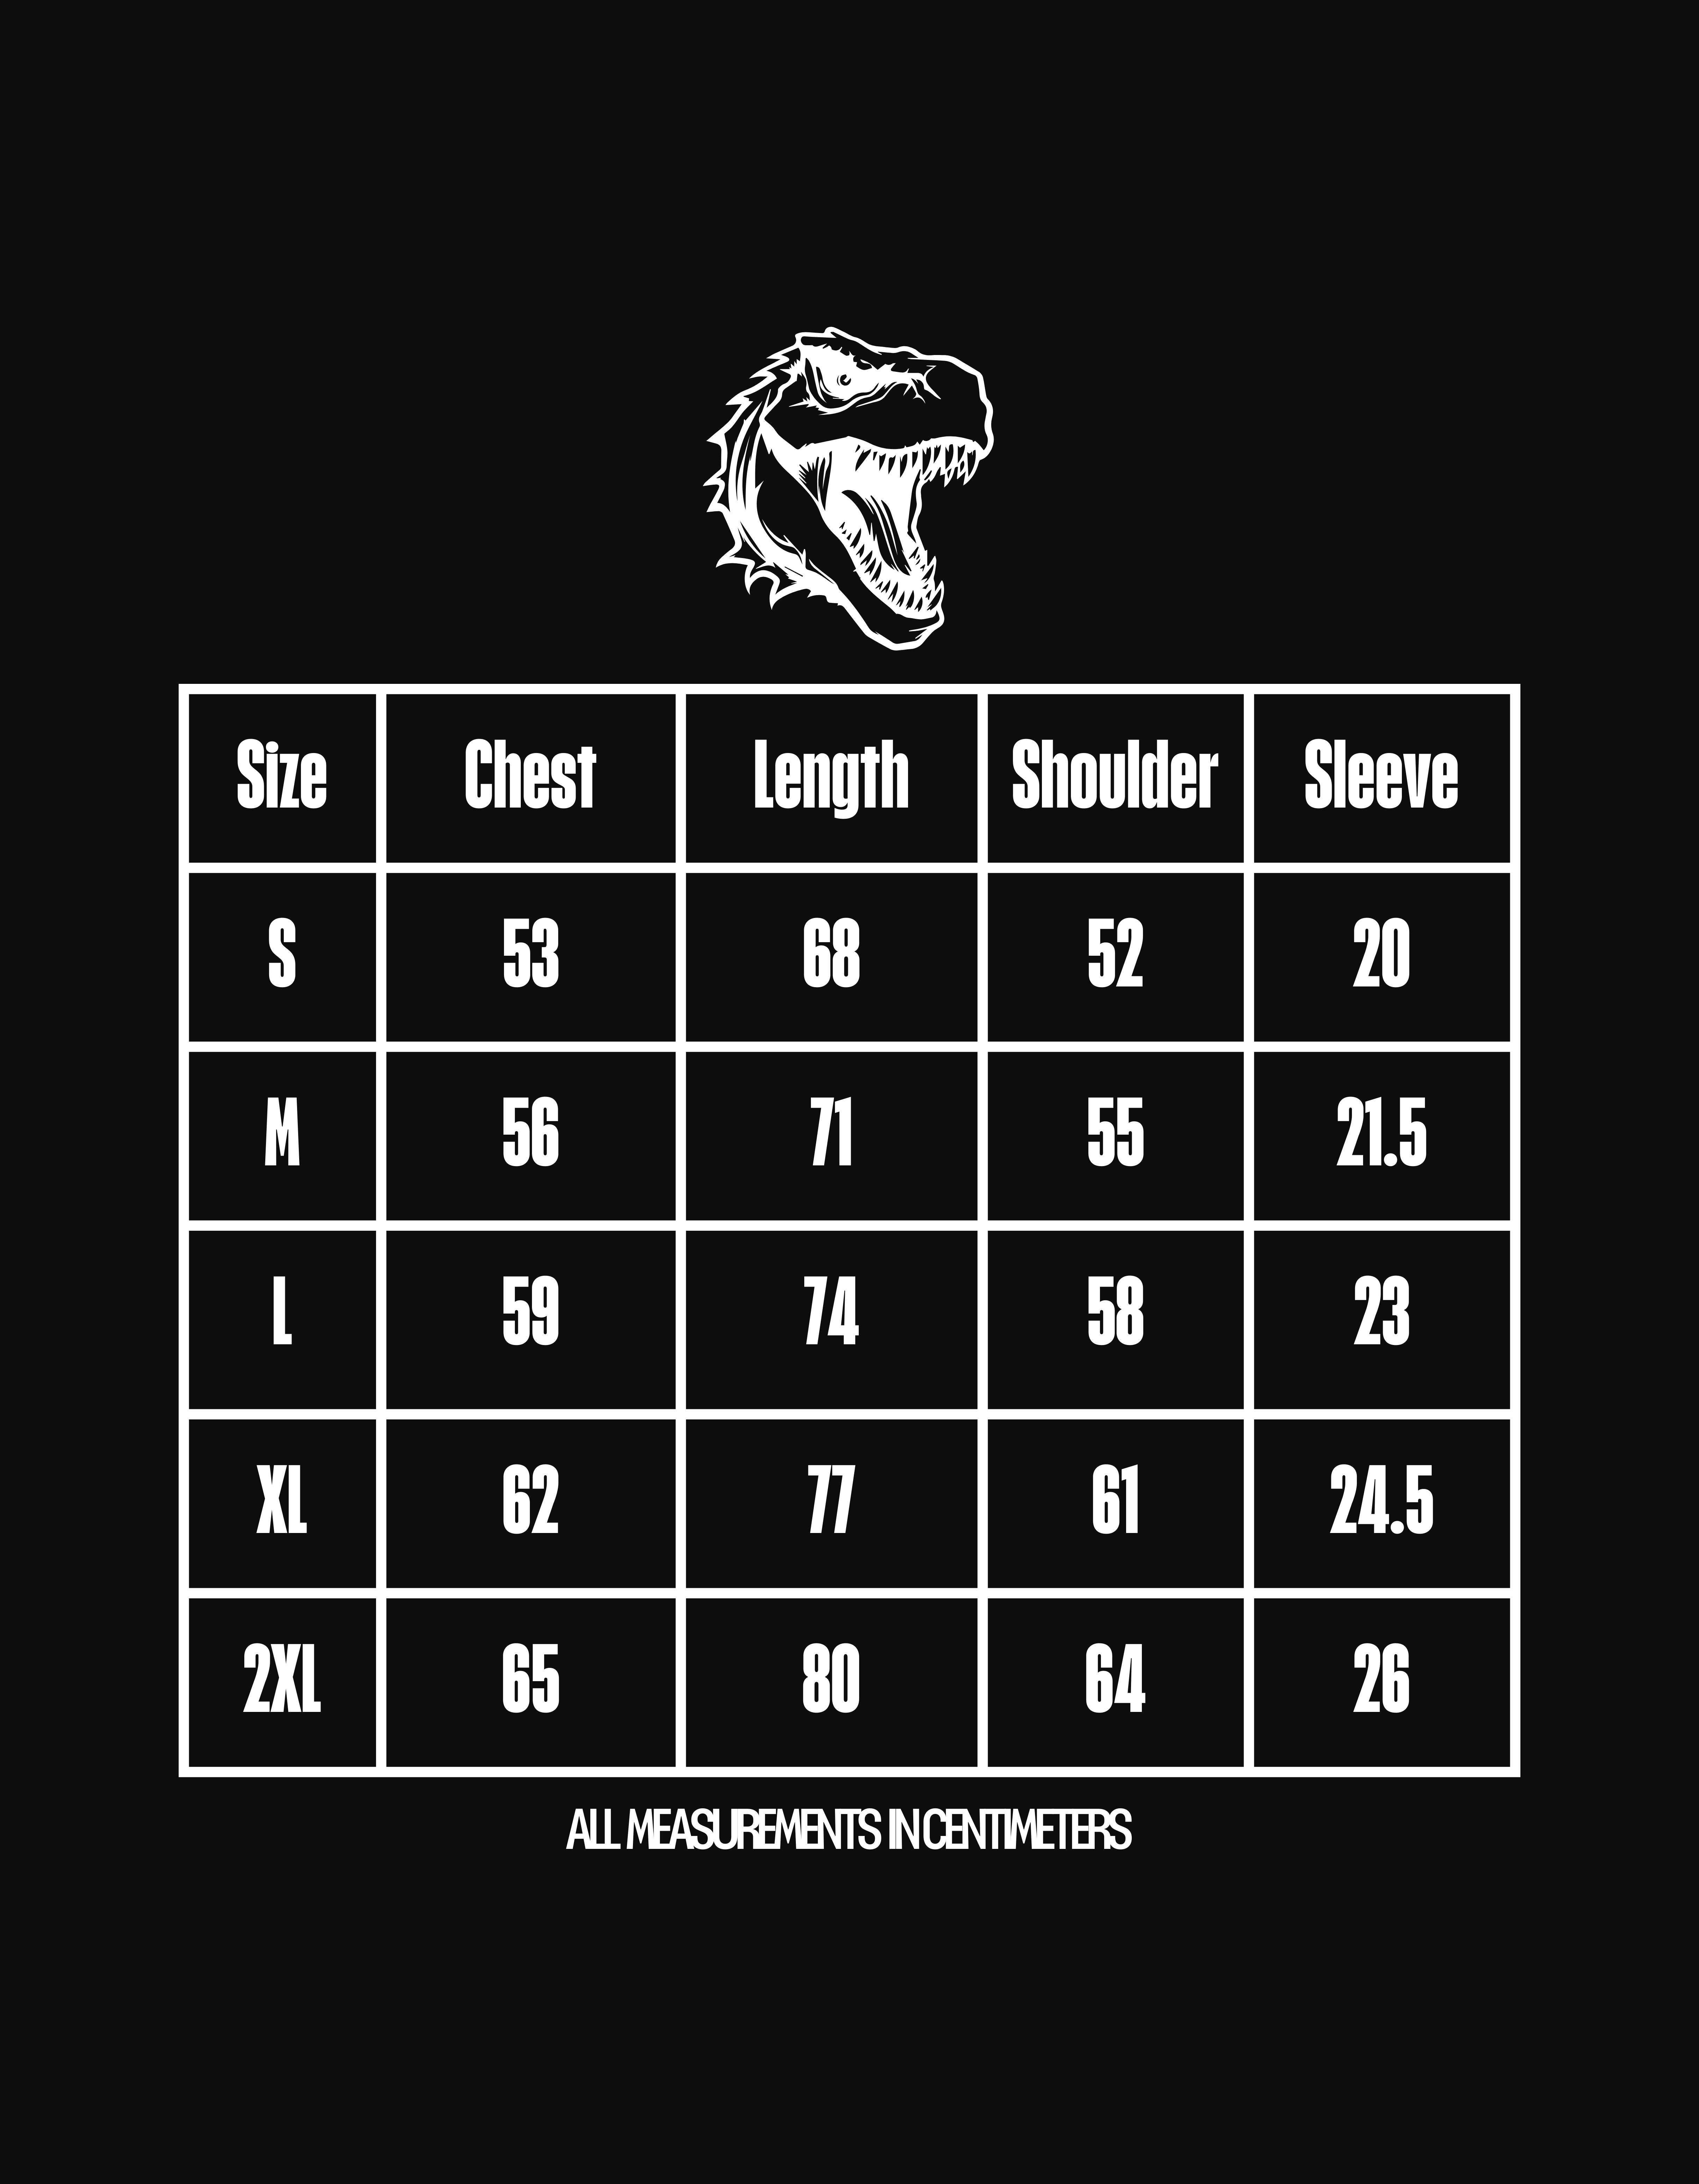 Size Chest Length Shoulder Sleeve
S 53 68 52 20
M 56 71 55 21.5
L 59 74 58 23
XL 62 77 61 24.5
2XL 65 80 64 26
ALL MEASUREMENTS IN CENTIMETERS